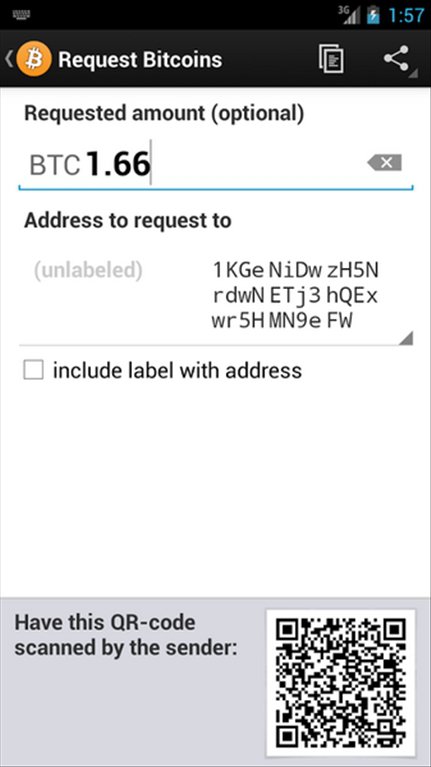 3G
1:57
Request Bitcoins
Requested amount (optional)
BTC 1.66
Address to request to
(unlabeled)
1KGe NiDw zH5N
rdwN ETj3 hQEx
wr5H MN9e FW
include label with address
Have this QR-code
scanned by the sender: